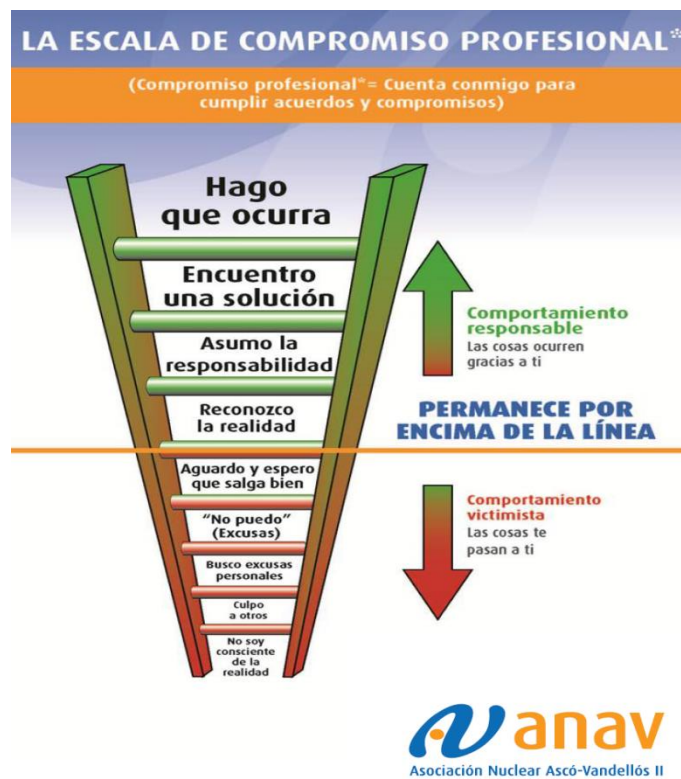 LA ESCALA DE COMPROMISO PROFESIONAL*
(Compromiso profesional*= Cuenta conmigo para
cumplir acuerdos y compromisos)
Hago
que ocurra
Encuentro
una solución
Asumo la
responsabilidad
Reconozco
la realidad
Aguardo y espero
que salga bien
"No puedo"
(Excusas)
Busco excusas
personales
Culpo
a otros
No soy
consciente
de la
realidad
Comportamiento
responsable
Las cosas ocurren
gracias a ti
PERMANECE POR
ENCIMA DE LA LÍNEA
Comportamiento
victimista
Las cosas te
pasan a ti
anav
Asociación Nuclear Ascó-Vandellós II